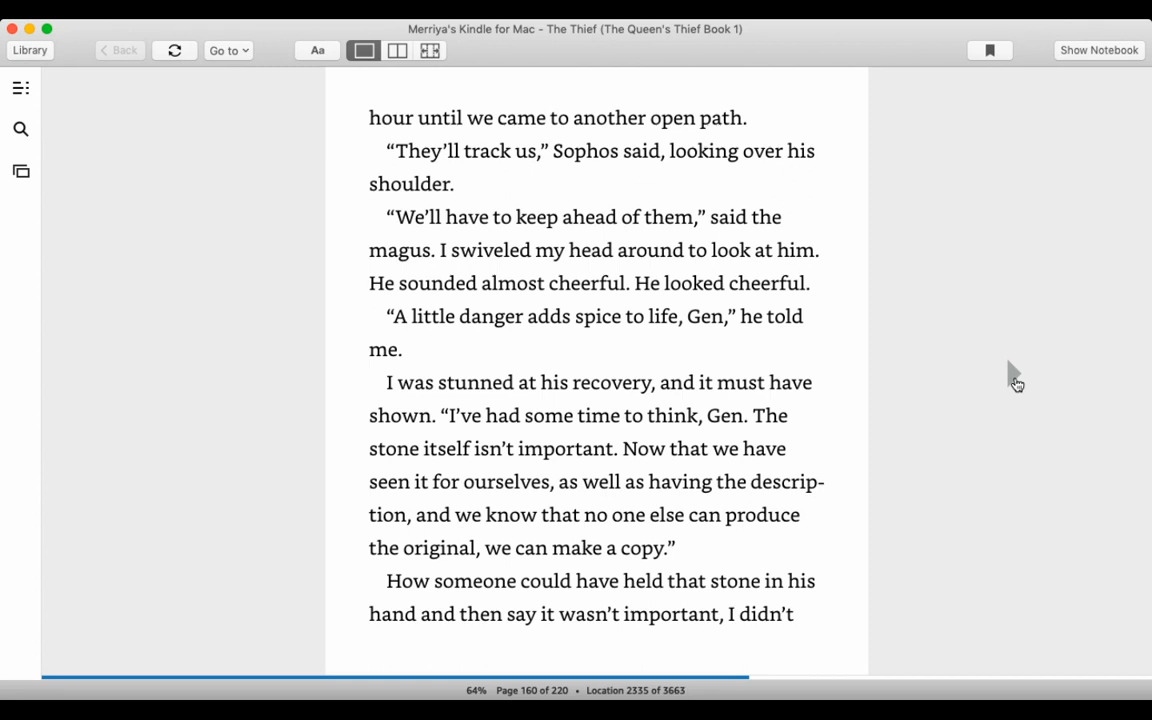 Merriya's Kindle for Mac - The Thief (The Queen's Thief Book 1)
Library
< Back
Go to
Aa
Show Notebook
hour until we came to another open path.
“They’ll track us,” Sophos said, looking over his
shoulder.
“We’ll have to keep ahead of them,” said the
magus. I swiveled my head around to look at him.
He sounded almost cheerful. He looked cheerful.
“A little danger adds spice to life, Gen,” he told
me.
I was stunned at his recovery, and it must have
shown. “I’ve had some time to think, Gen. The
stone itself isn’t important. Now that we have
seen it for ourselves, as well as having the descrip-
tion, and we know that no one else can produce
the original, we can make a copy.”
How someone could have held that stone in his
hand and then say it wasn’t important, I didn’t
64% Page 160 of 220 • Location 2335 of 3663